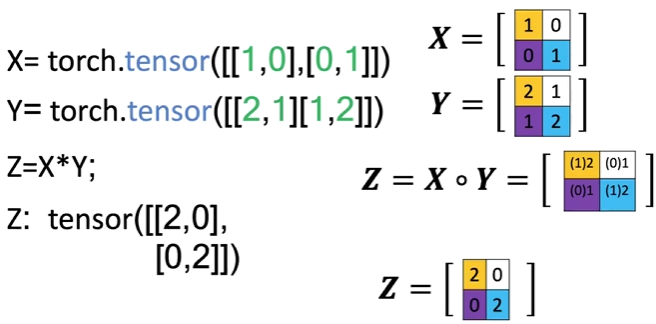 X= torch.tensor([[1,0],[0,1]])
X = [ 1 0
0 1 ]
Y= torch.tensor([[2,1][1,2]])
Y = [ 2 1
1 2 ]
Z=X*Y;
Z = X ∘ Y = [ (1)2 (0)1
(0)1 (1)2 ]
Z: tensor([[2,0],
[0,2]])
Z = [ 2 0
0 2 ]